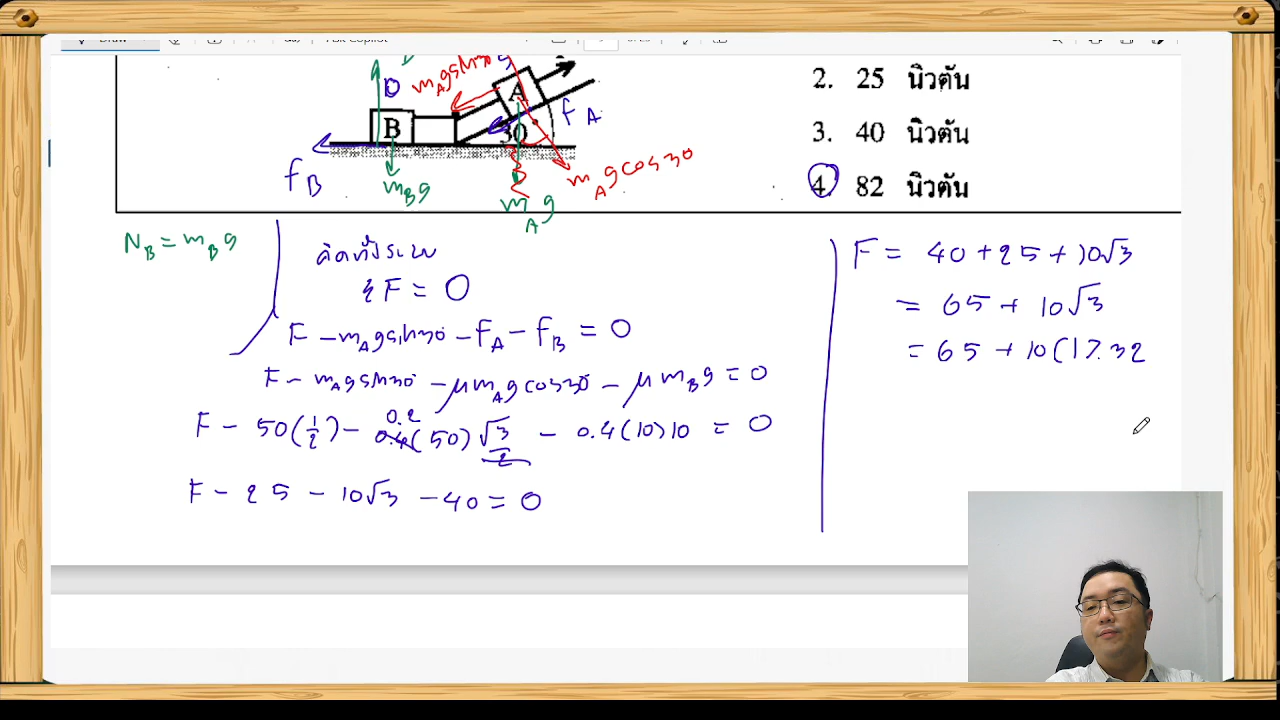 2. 25 นิวตัน
3. 40 นิวตัน
4. 82 นิวตัน
m_A g sin30
A
f_A
B
30
f_B
m_B g
m_A g
m_A g cos30
N_B = m_B g
คิดทั้งระบบ
ΣF = 0
F - m_A g sin30 - f_A - f_B = 0
F - m_A g sin30 - μ m_A g cos30 - μ m_B g = 0
F - 50(1/2) - 0.4 0.2 (50) √3/2 - 0.4(10)10 = 0
F - 25 - 10√3 - 40 = 0
F = 40 + 25 + 10√3
= 65 + 10√3
= 65 + 10(17.32